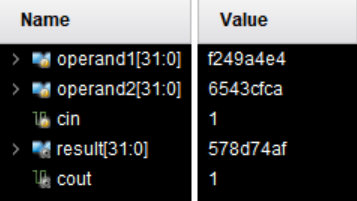 Name Value
operand1[31:0] f249a4e4
operand2[31:0] 6543cfca
cin 1
result[31:0] 578d74af
cout 1